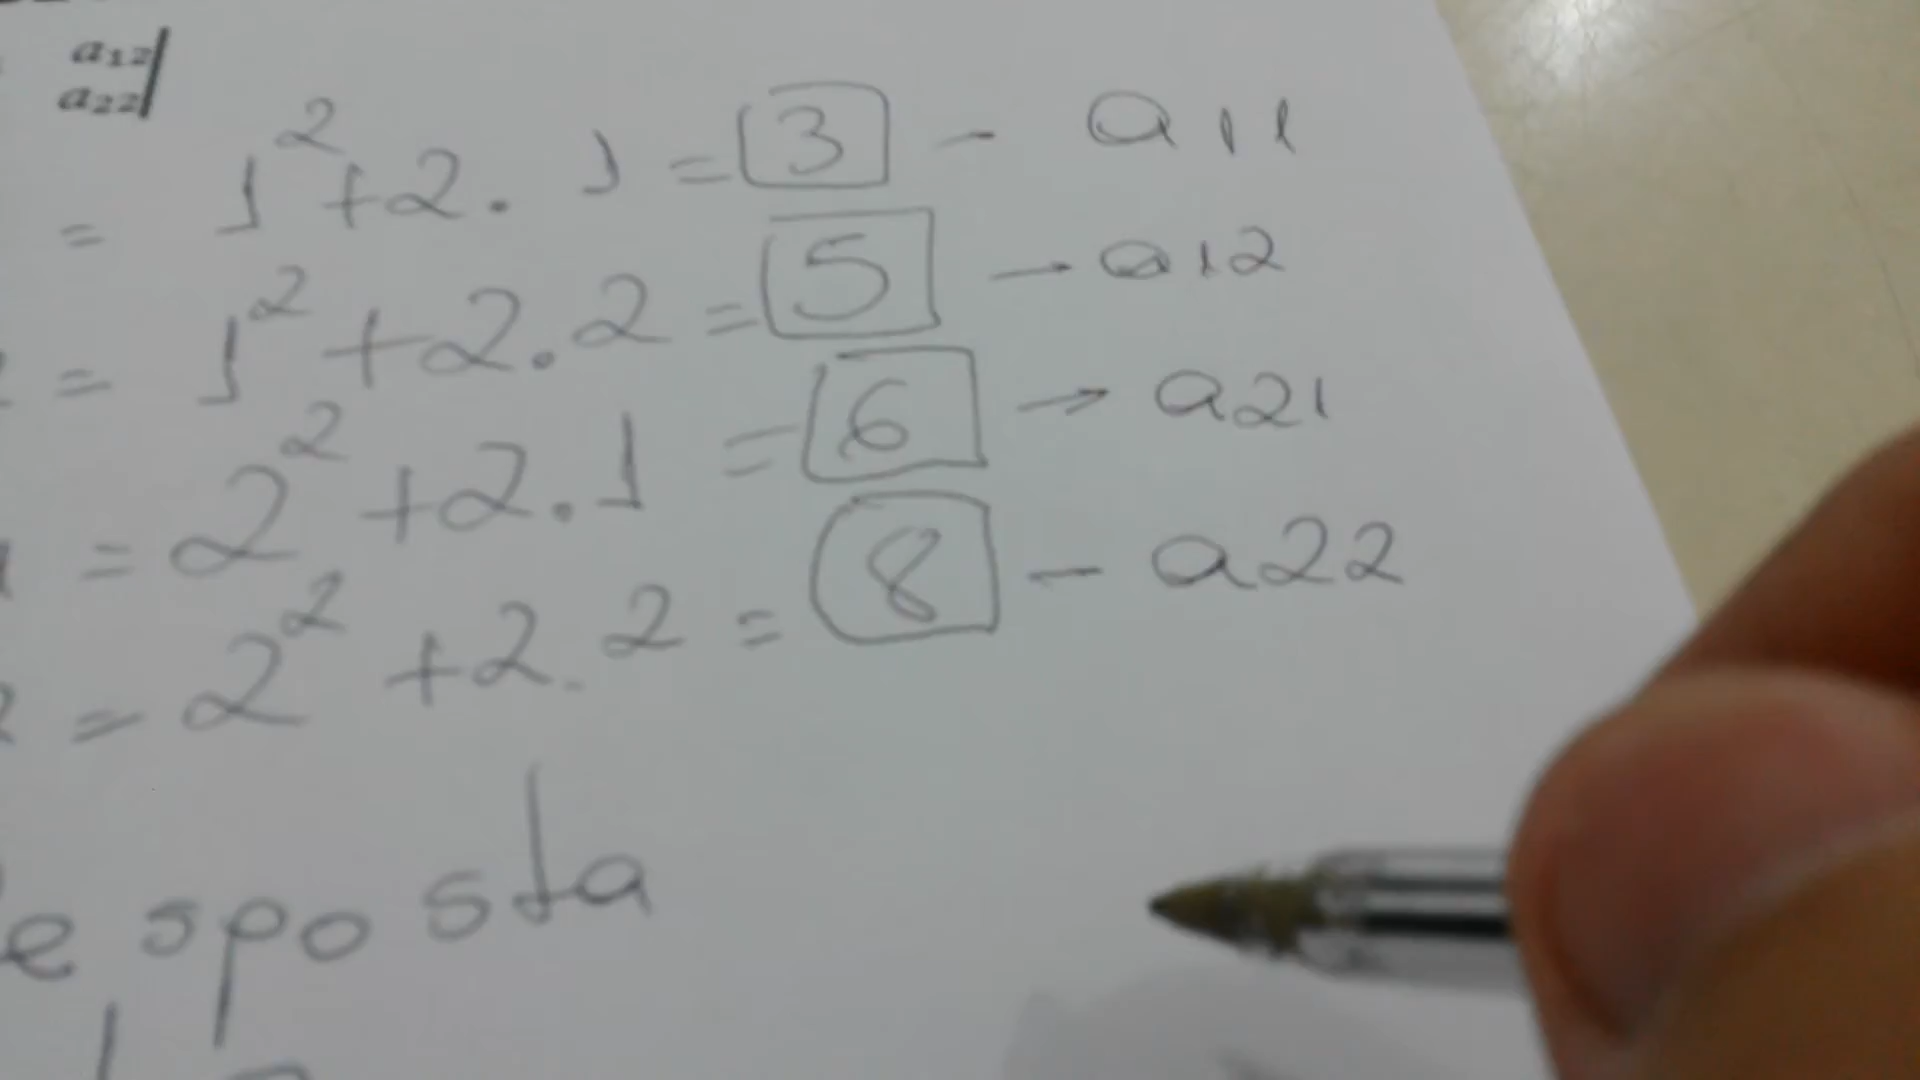 a12|
a22|
= 1² + 2 . 1 = 3 - a11
= 1² + 2 . 2 = 5 → a12
= 2² + 2 . 1 = 6 → a21
2 = 2² + 2 . 2 = 8 - a22
esposta